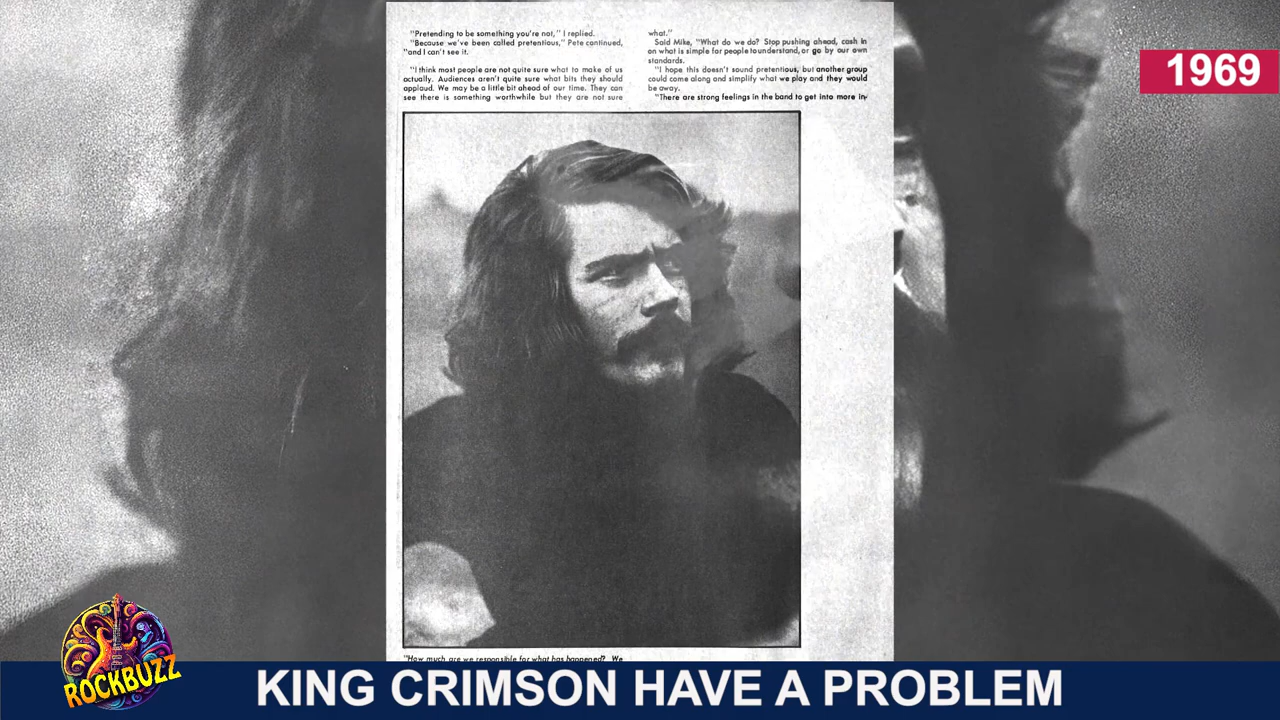 "Pretending to be something you're not," I replied.
"Because we've been called pretentious," Pete continued,
"and I can't see it.
"I think most people are not quite sure what to make of us
actually. Audiences aren't quite sure what bits they should
applaud. We may be a little bit ahead of our time. They can
see there is something worthwhile but they are not sure
what."
Said Mike, "What do we do? Stop pushing ahead, cash in
on what is simple for people to understand, or go by our own
standards.
"I hope this doesn't sound pretentious, but another group
could come along and simplify what we play and they would
be away.
"There are strong feelings in the band to get into more in-
1969
"How much are we responsible for what has happened? We
ROCKBUZZ
KING CRIMSON HAVE A PROBLEM